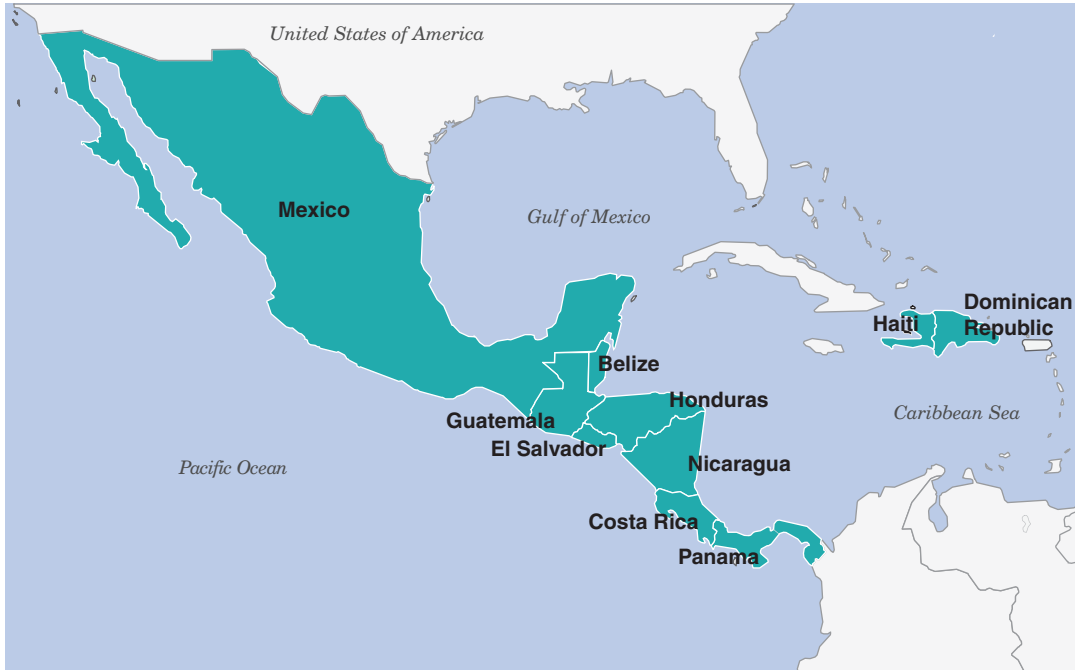 United States of America
Mexico
Gulf of Mexico
Dominican
Republic
Haiti
Belize
Honduras
Caribbean Sea
Guatemala
El Salvador
Nicaragua
Pacific Ocean
Costa Rica
Panama